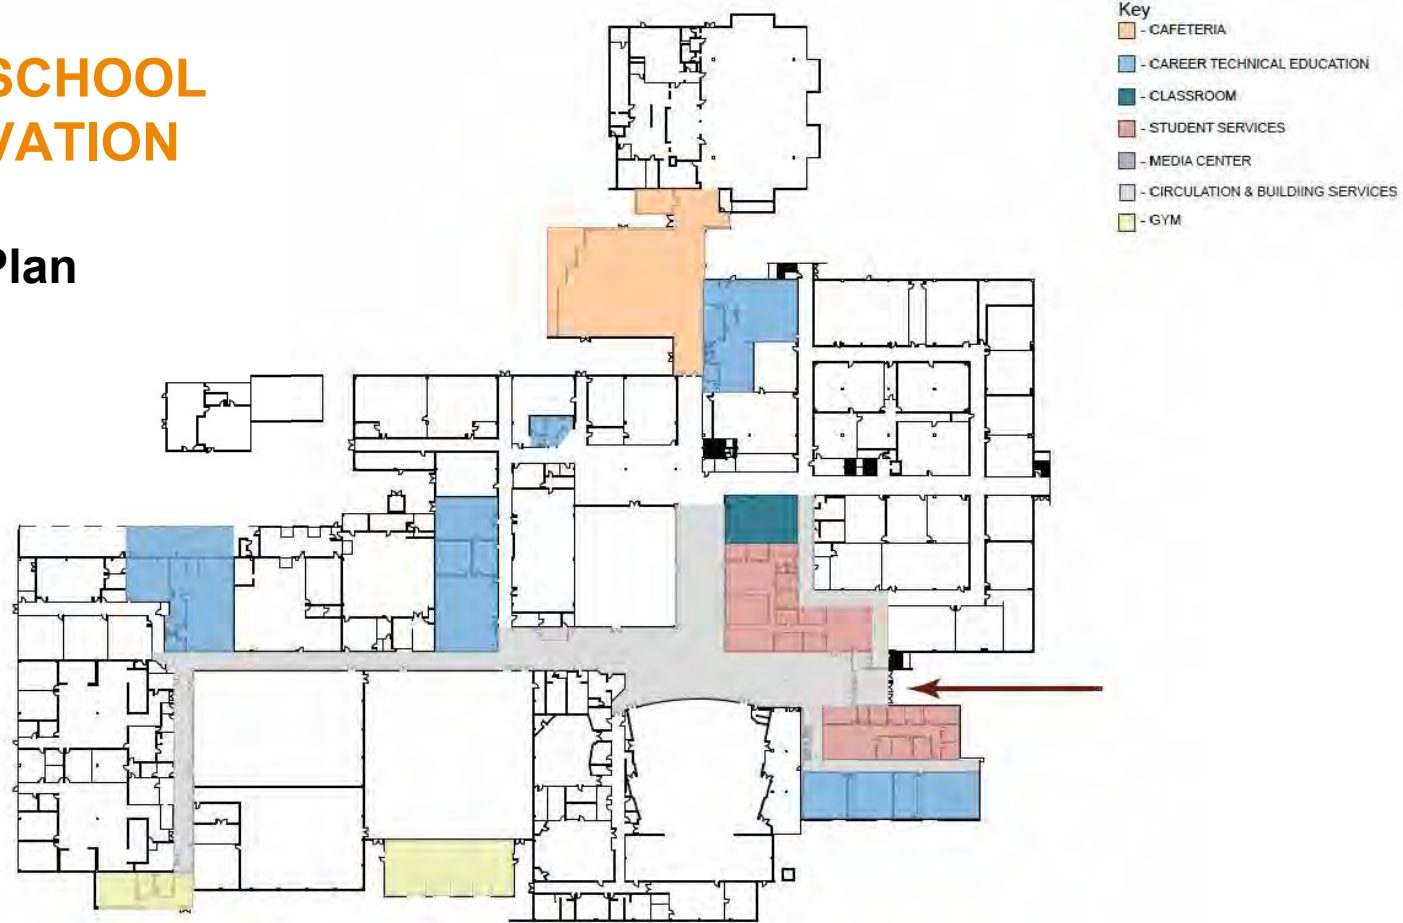 SCHOOL
VATION
Plan
Key
- CAFETERIA
- CAREER TECHNICAL EDUCATION
- CLASSROOM
- STUDENT SERVICES
- MEDIA CENTER
- CIRCULATION & BUILDIING SERVICES
- GYM